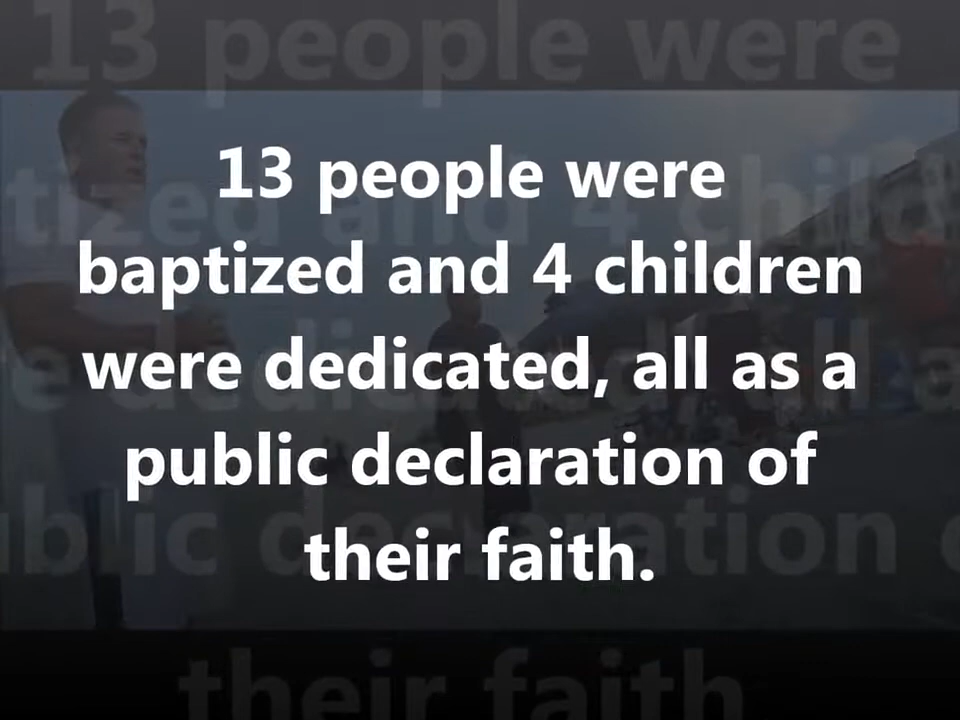 13 people were
baptized and 4 children
were dedicated, all as a
public declaration of
their faith.